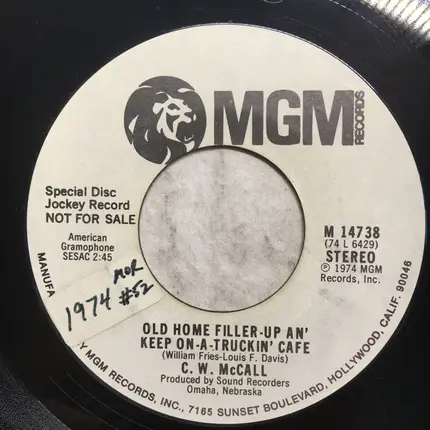 MGM
RECORDS
Special Disc
Jockey Record
NOT FOR SALE
American
Gramophone
SESAC 2:45
M 14738
(74 L 6429)
STEREO
℗ 1974 MGM
Records, Inc.
1974 MOR
#52
OLD HOME FILLER-UP AN'
KEEP ON-A-TRUCKIN' CAFE
(William Fries-Louis F. Davis)
C. W. McCALL
Produced by Sound Recorders
Omaha, Nebraska
MANUFA
Y MGM RECORDS, INC., 7165 SUNSET BOULEVARD, HOLLYWOOD, CALIF. 90046